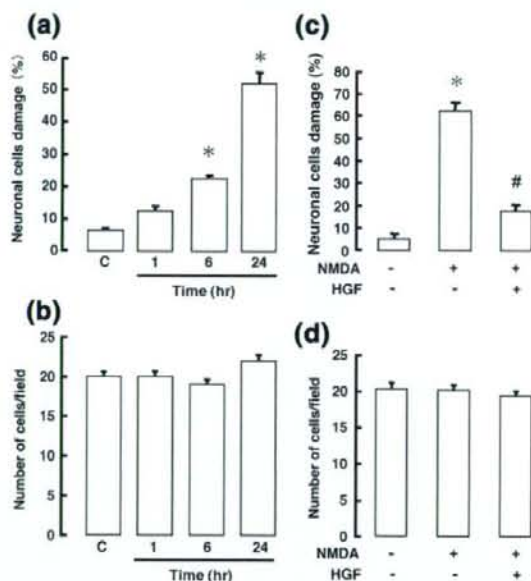 (a)
Neuronal cells damage (%)
60
50
40
30
20
10
0
*
*
C 1 6 24
Time (hr)
(c)
Neuronal cells damage (%)
80
70
60
50
40
30
20
10
0
*
#
NMDA - + +
HGF - - +
(b)
Number of cells/field
25
20
15
10
5
0
C 1 6 24
Time (hr)
(d)
Number of cells/field
25
20
15
10
5
0
NMDA - + +
HGF - - +